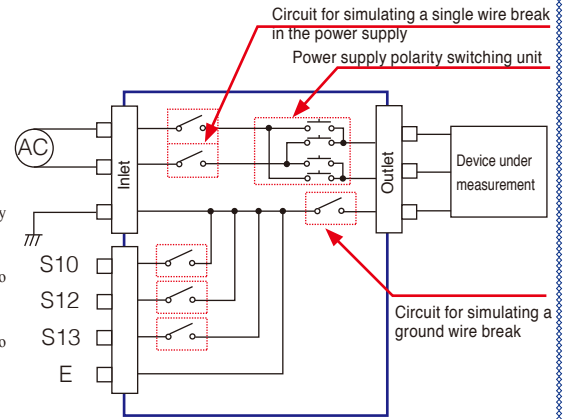 Circuit for simulating a single wire break
in the power supply
Power supply polarity switching unit
AC
Inlet
Outlet
Device under
measurement
y
S10
o
S12
S13
o
E
Circuit for simulating a
ground wire break